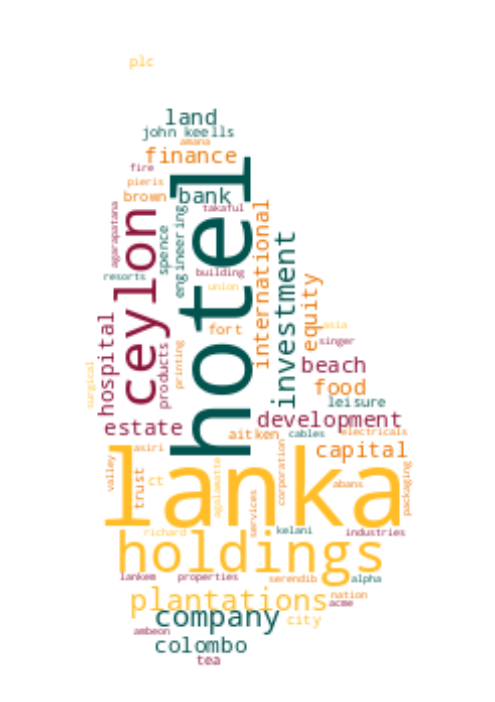 plc
land
john keells
amana
finance
fire
pieris
brown
bank
takaful
hotel
ceylon
agarapatana
spence
engineering
international
resorts
building
union
investment
equity
fort
asia
singer
hospital
products
printing
beach
surgical
food
leisure
estate
development
aitken
cables
electricals
asiri
capital
lanka
valley
trust
ct
agalawatte
services
corporation
abans
packaging
richard
kelani
industries
holdings
lankem
properties
serendib
alpha
plantations
nation
acme
company
city
ambeon
colombo
tea